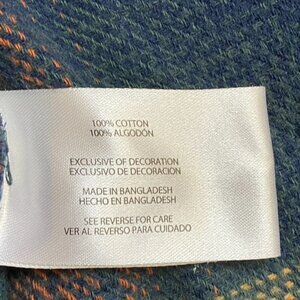 100% COTTON
100% ALGODÓN
EXCLUSIVE OF DECORATION
EXCLUSIVO DE DECORACION
MADE IN BANGLADESH
HECHO EN BANGLADESH
SEE REVERSE FOR CARE
VER AL REVERSO PARA CUIDADO